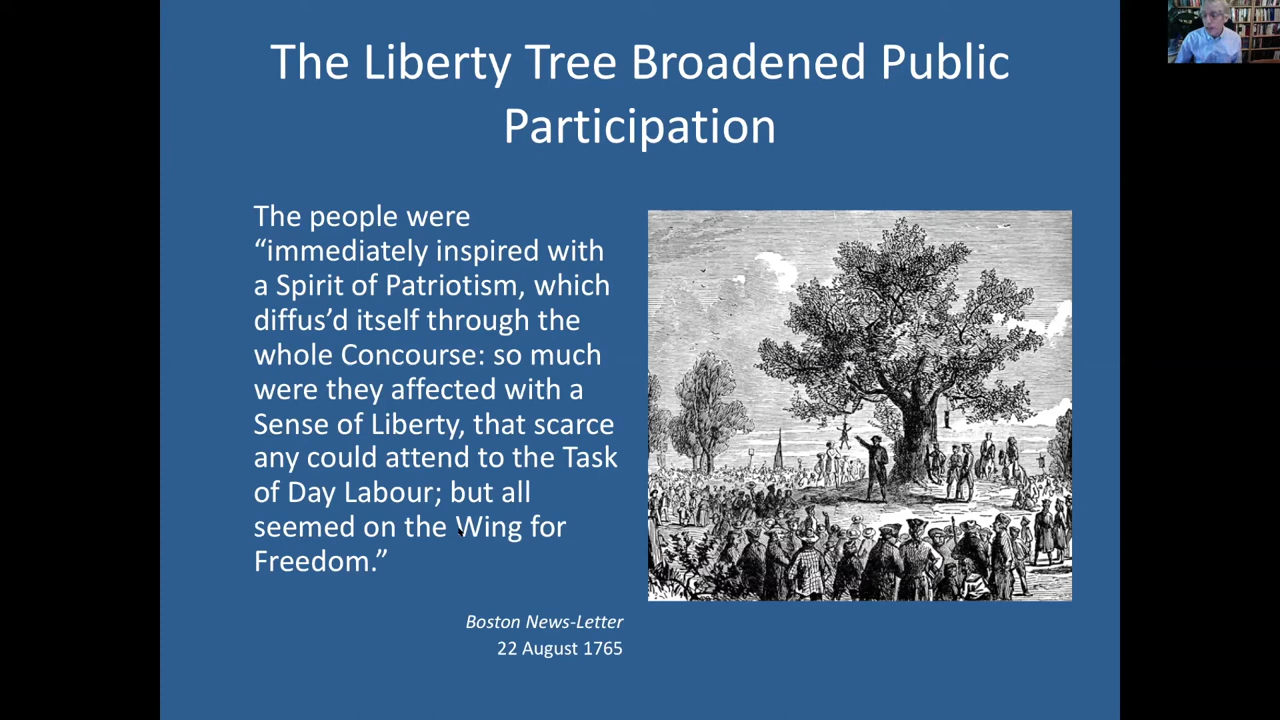 The Liberty Tree Broadened Public
Participation
The people were
“immediately inspired with
a Spirit of Patriotism, which
diffus’d itself through the
whole Concourse: so much
were they affected with a
Sense of Liberty, that scarce
any could attend to the Task
of Day Labour; but all
seemed on the Wing for
Freedom.”
Boston News-Letter
22 August 1765